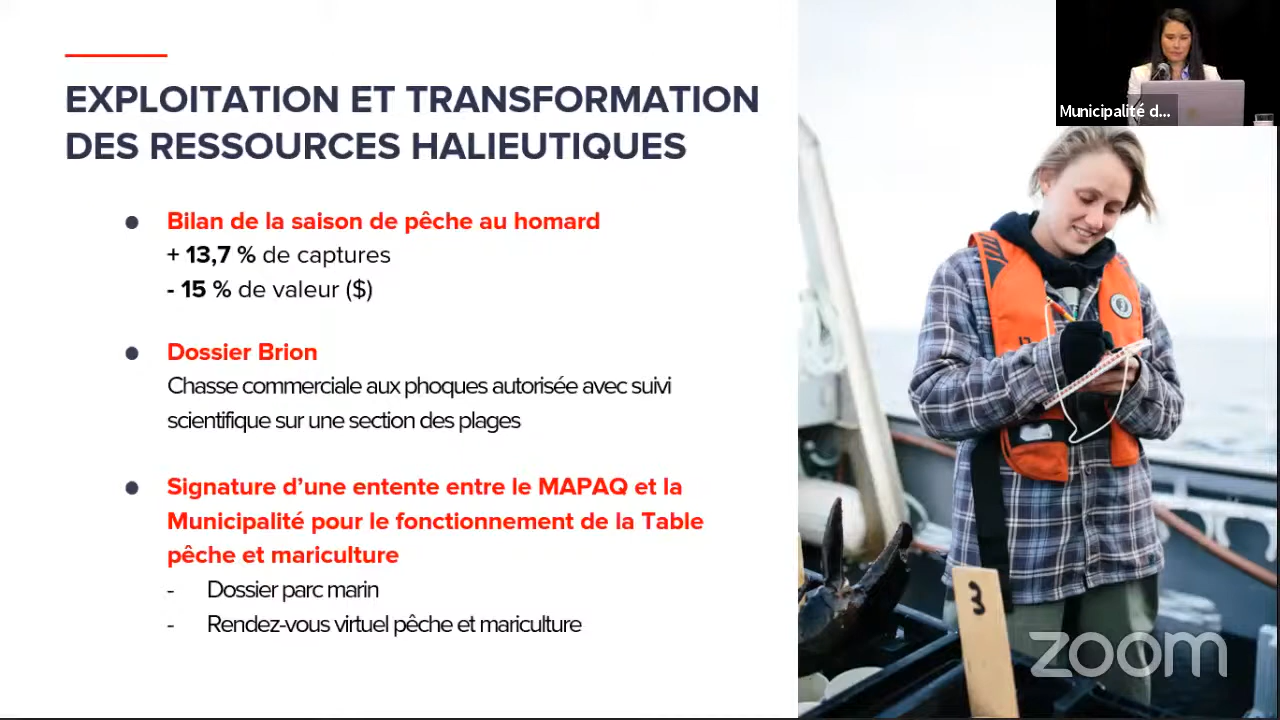 EXPLOITATION ET TRANSFORMATION
DES RESSOURCES HALIEUTIQUES
● Bilan de la saison de pêche au homard
+ 13,7 % de captures
- 15 % de valeur ($)
● Dossier Brion
Chasse commerciale aux phoques autorisée avec suivi
scientifique sur une section des plages
● Signature d’une entente entre le MAPAQ et la
Municipalité pour le fonctionnement de la Table
pêche et mariculture
- Dossier parc marin
- Rendez-vous virtuel pêche et mariculture
Municipalité d...
3
zoom